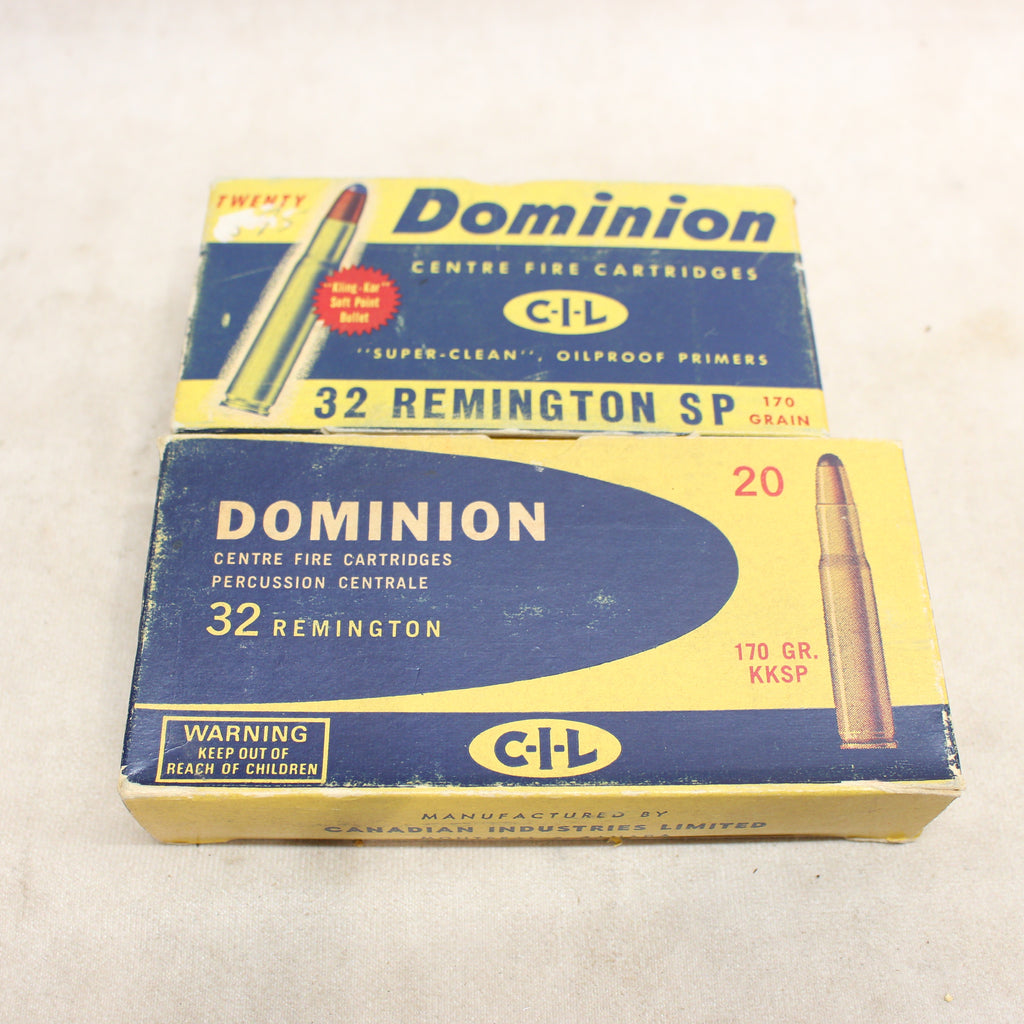 TWENTY
Dominion
CENTRE FIRE CARTRIDGES
"Kling-Kor"
Soft Point
Bullet
C-I-L
"SUPER-CLEAN", OILPROOF PRIMERS
32 REMINGTON SP
170
GRAIN
DOMINION
CENTRE FIRE CARTRIDGES
PERCUSSION CENTRALE
32 REMINGTON
20
170 GR.
KKSP
WARNING
KEEP OUT OF
REACH OF CHILDREN
C-I-L
MANUFACTURED BY
CANADIAN INDUSTRIES LIMITED